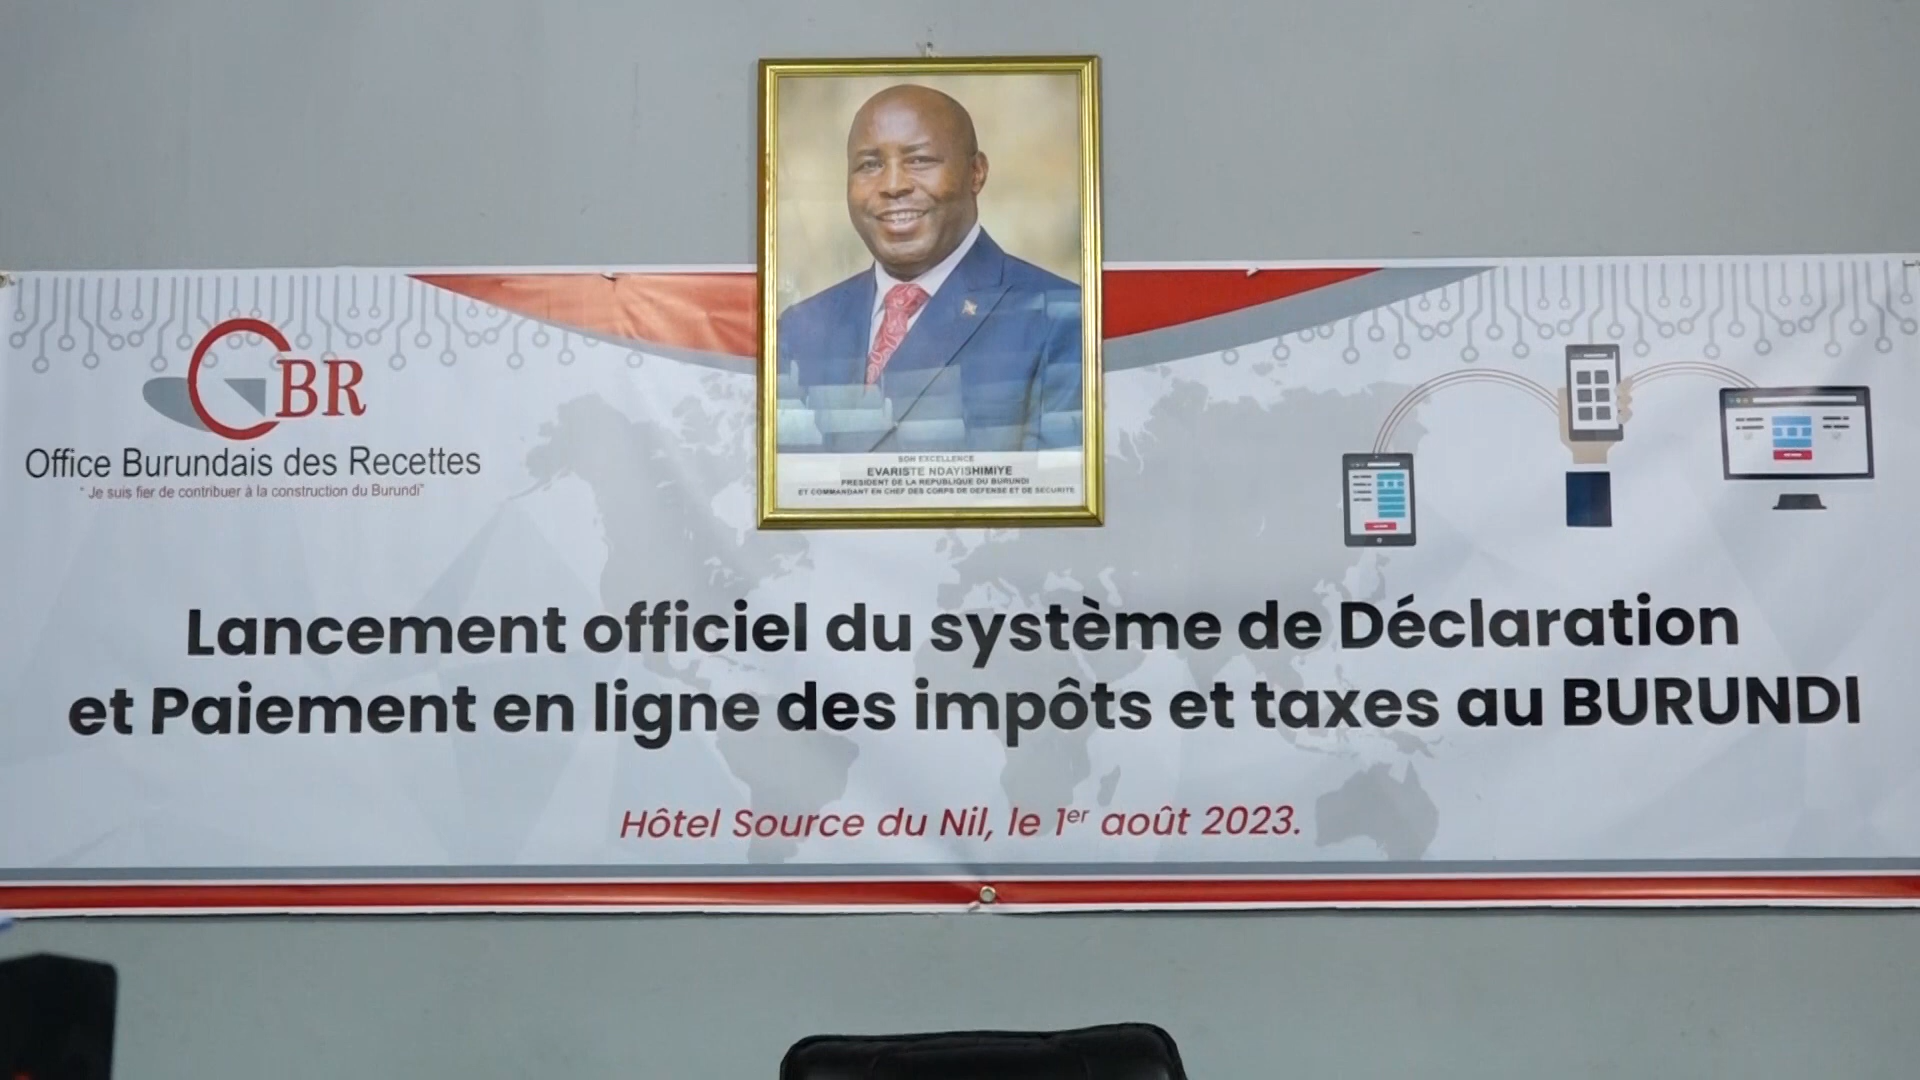 SON EXCELLENCE
EVARISTE NDAYISHIMIYE
PRESIDENT DE LA REPUBLIQUE DU BURUNDI
ET COMMANDANT EN CHEF DES CORPS DE DEFENSE ET DE SECURITE
OBR
Office Burundais des Recettes
" Je suis fier de contribuer à la construction du Burundi"
Lancement officiel du système de Déclaration
et Paiement en ligne des impôts et taxes au BURUNDI
Hôtel Source du Nil, le 1er août 2023.